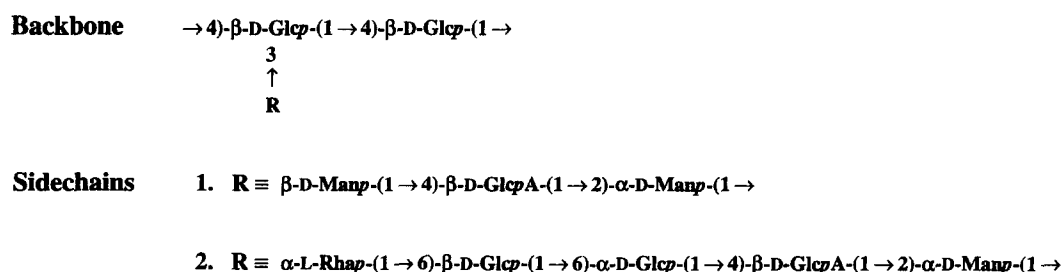 Backbone → 4)-β-D-Glcp-(1 → 4)-β-D-Glcp-(1 →
3
↑
R
Sidechains 1. R ≡ β-D-Manp-(1 → 4)-β-D-GlcpA-(1 → 2)-α-D-Manp-(1 →
2. R ≡ α-L-Rhap-(1 → 6)-β-D-Glcp-(1 → 6)-α-D-Glcp-(1 → 4)-β-D-GlcpA-(1 → 2)-α-D-Manp-(1 →